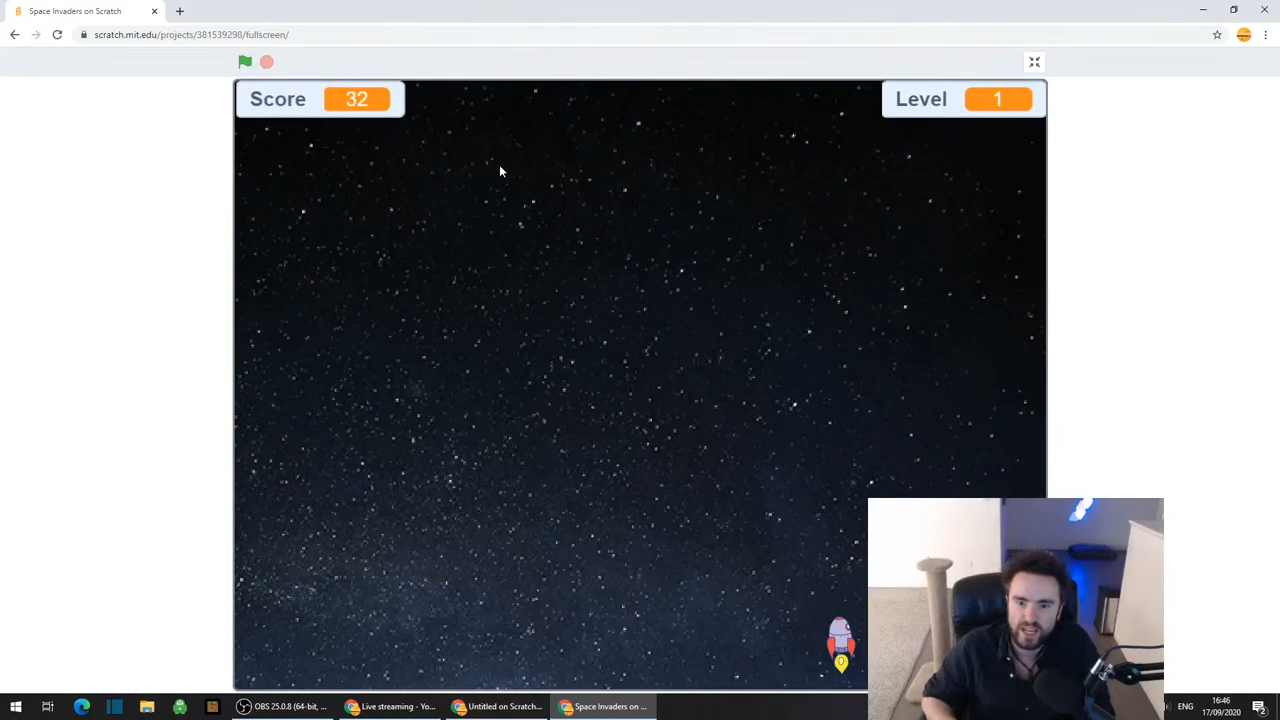 Space Invaders on Scratch
scratch.mit.edu/projects/381539298/fullscreen/
Score 32
Level 1
OBS 25.0.8 (64-bit, ...
Live streaming - Yo...
Untitled on Scratch...
Space Invaders on ...
ENG
16:46
17/09/2020
2